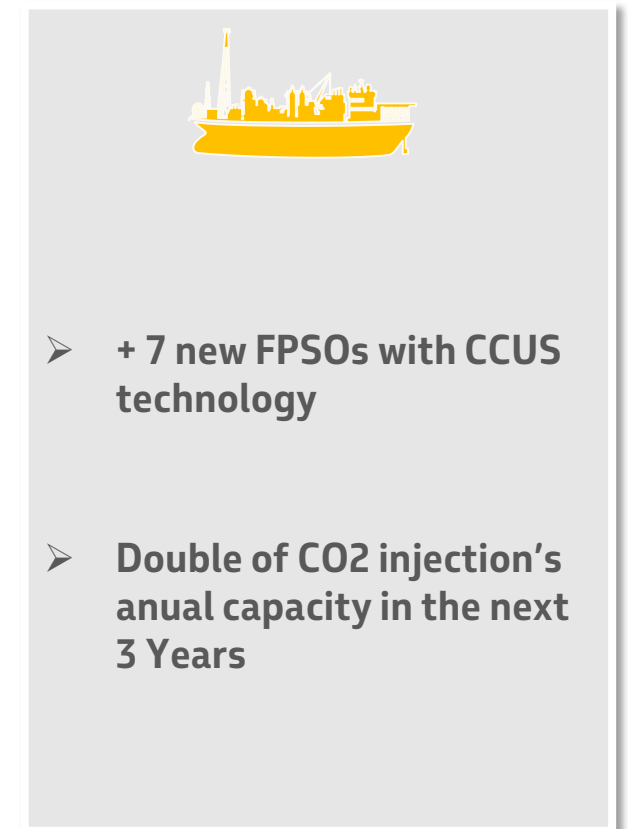 ➢ + 7 new FPSOs with CCUS
technology
➢ Double of CO2 injection’s
anual capacity in the next
3 Years